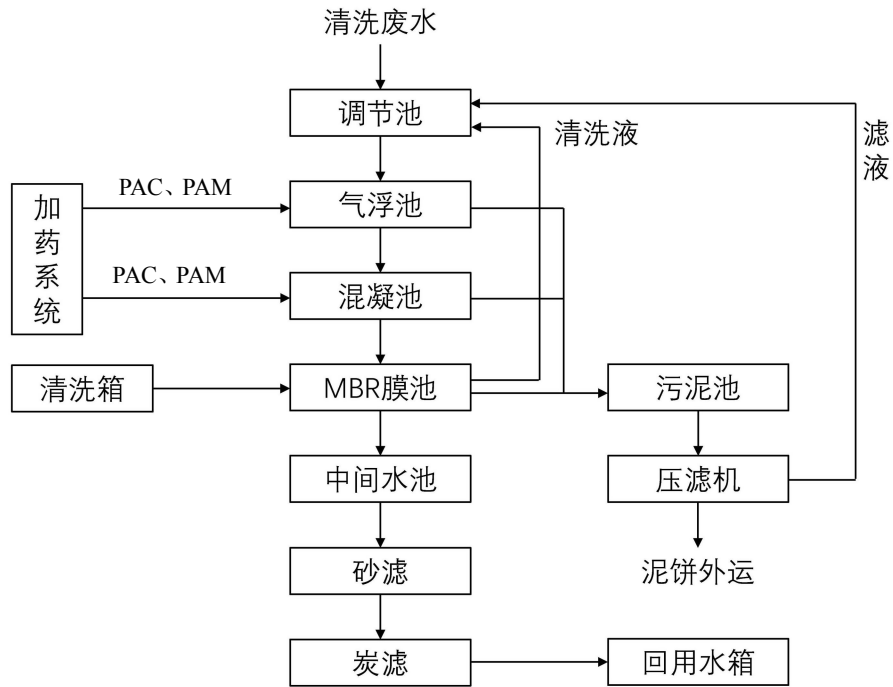 清洗废水
调节池
清洗液
滤液
PAC、PAM
气浮池
加药系统
PAC、PAM
混凝池
清洗箱
MBR膜池
污泥池
中间水池
压滤机
砂滤
泥饼外运
炭滤
回用水箱